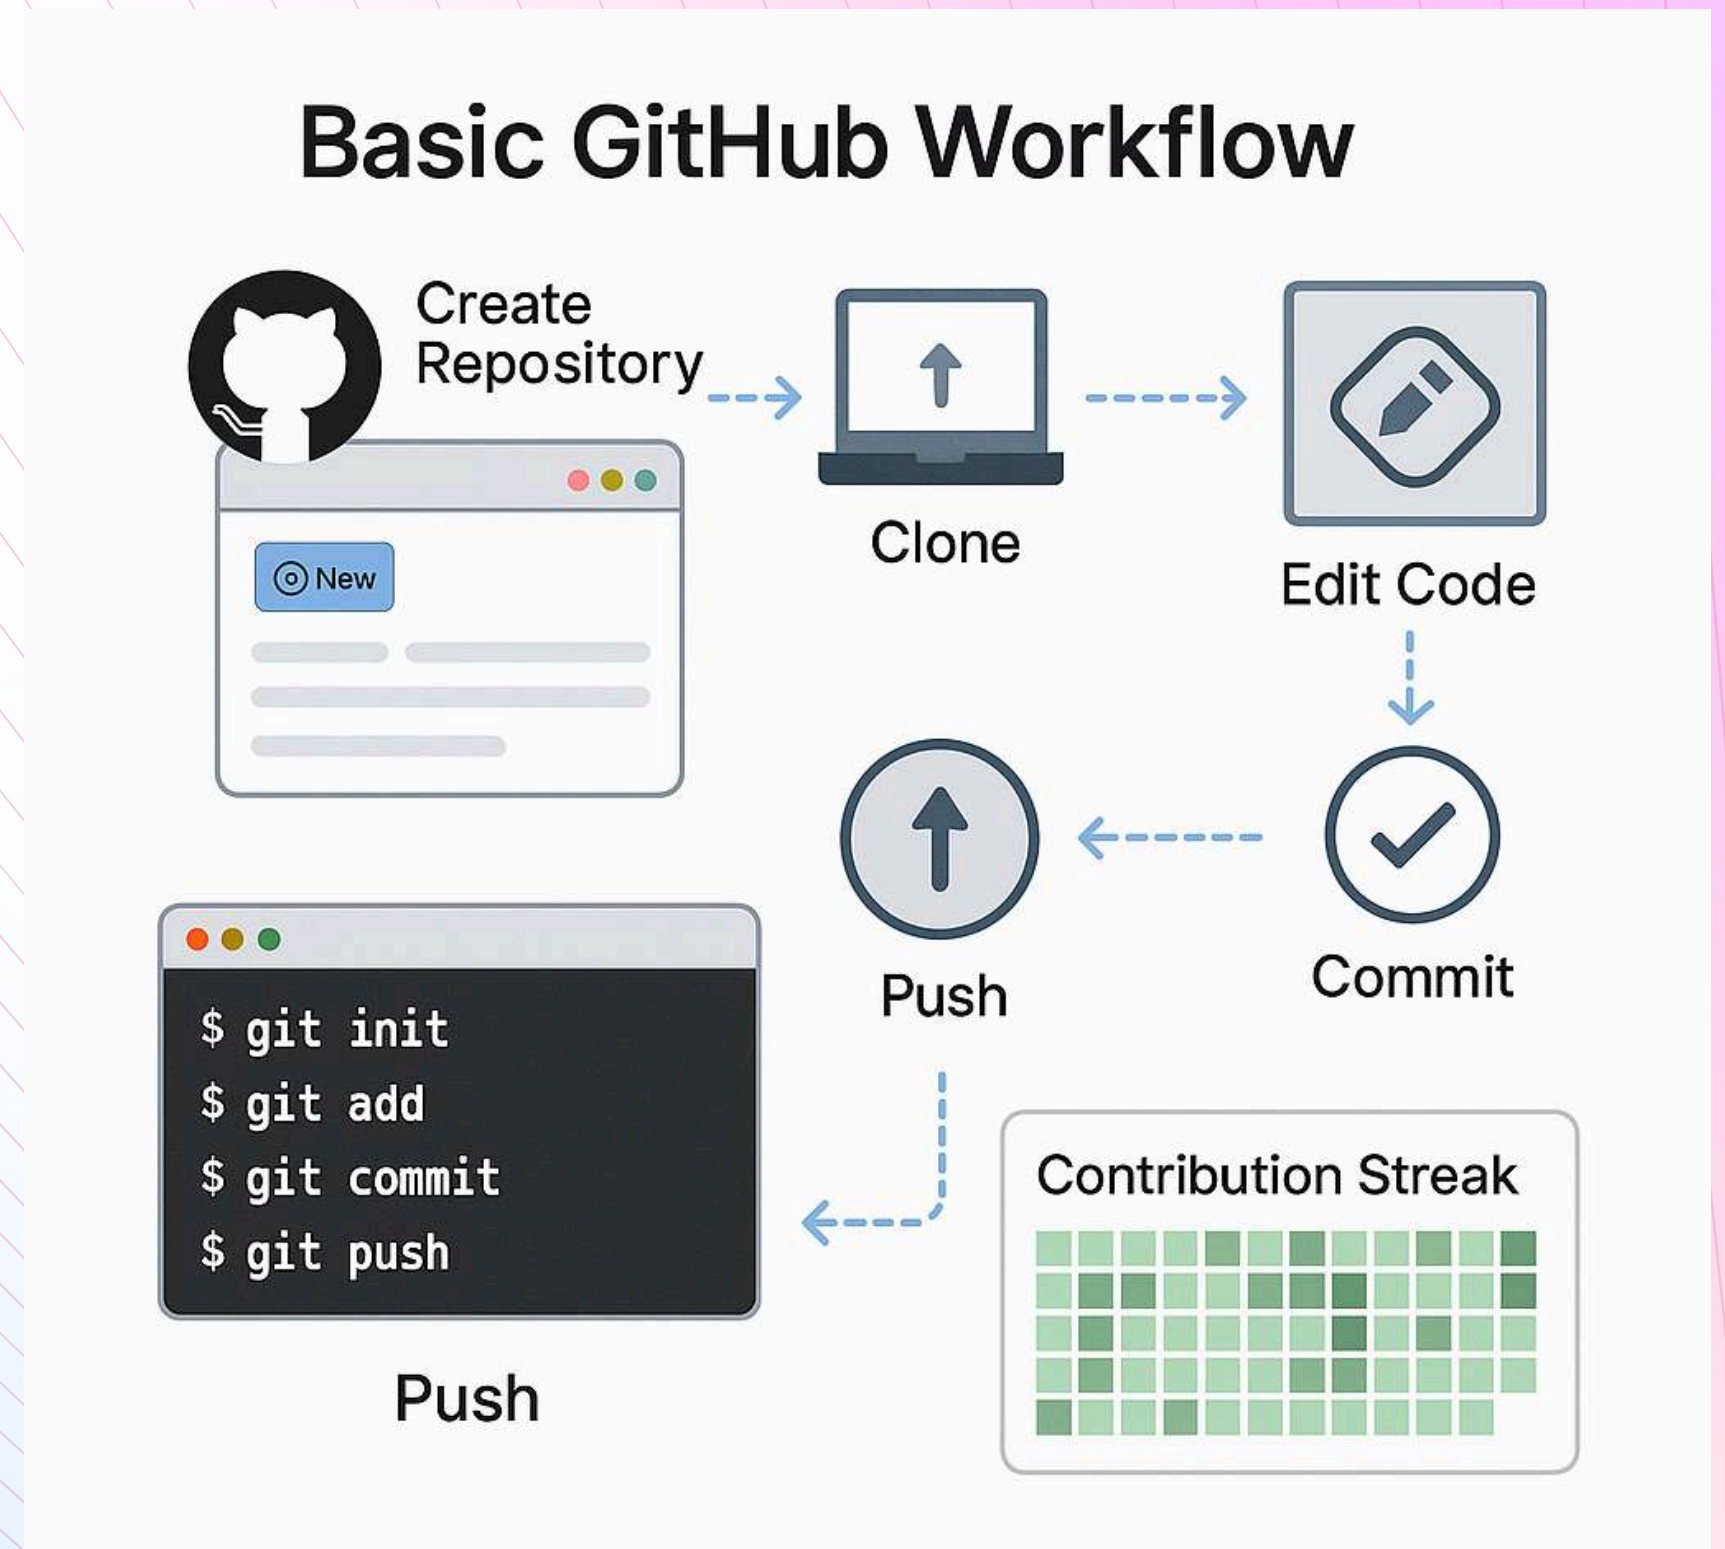 Basic GitHub Workflow
Create
Repository
New
Clone
Edit Code
Commit
Push
$ git init
$ git add
$ git commit
$ git push
Push
Contribution Streak